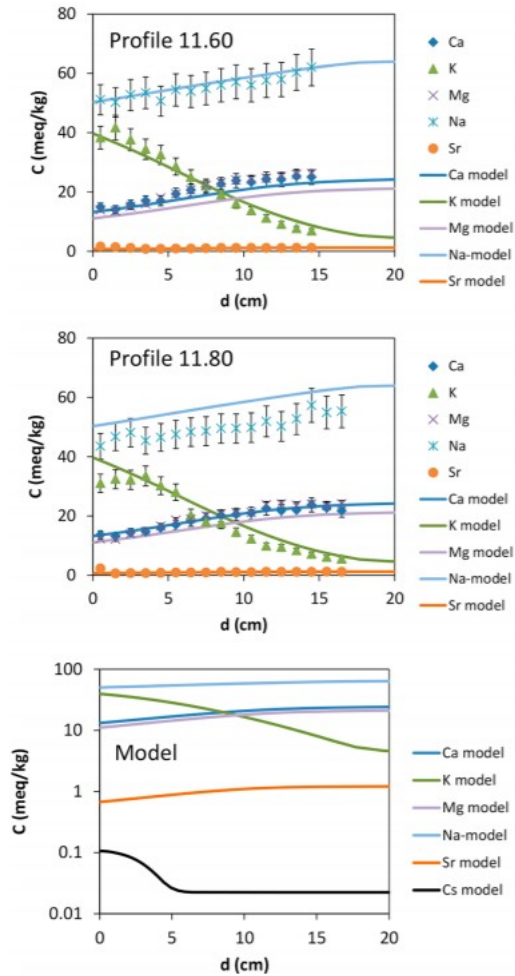 Profile 11.60
C (meq/kg)
80
60
40
20
0
0 5 10 15 20
d (cm)
Ca
K
Mg
Na
Sr
Ca model
K model
Mg model
Na-model
Sr model
Profile 11.80
C (meq/kg)
80
60
40
20
0
0 5 10 15 20
d (cm)
Ca
K
Mg
Na
Sr
Ca model
K model
Mg model
Na-model
Sr model
Model
C (meq/kg)
100
10
1
0.1
0.01
0 5 10 15 20
d (cm)
Ca model
K model
Mg model
Na-model
Sr model
Cs model